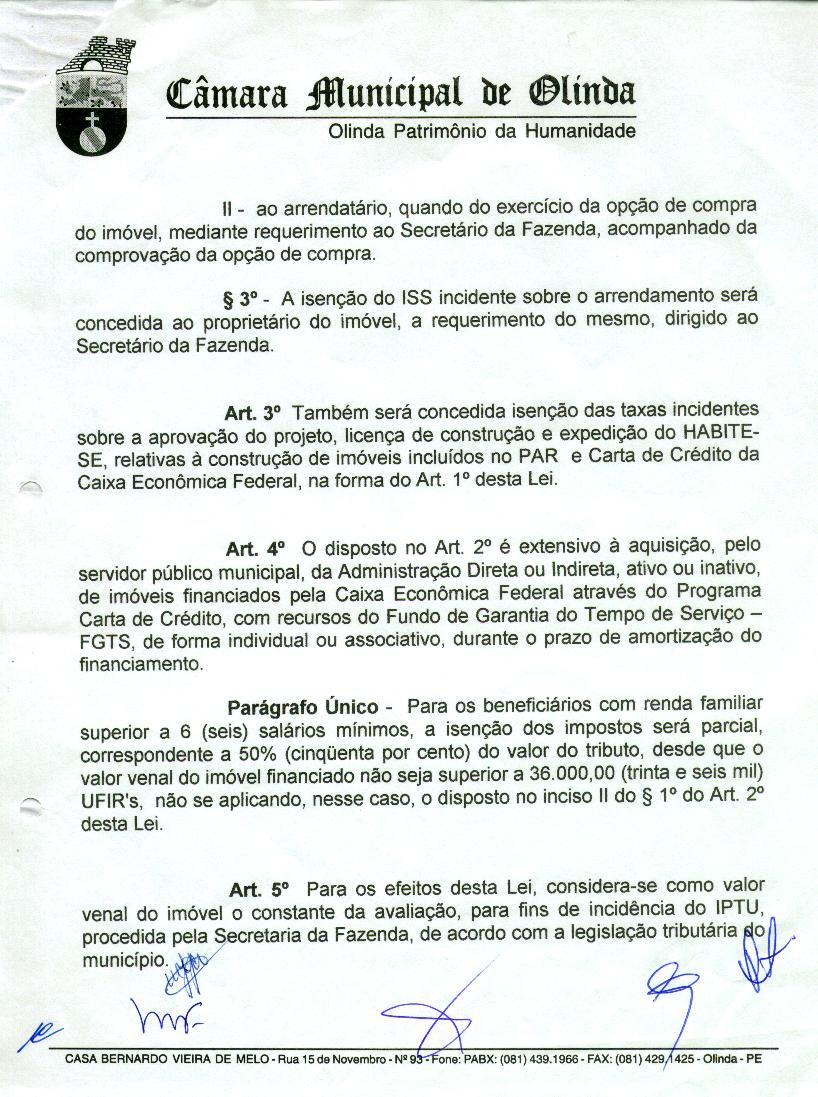 Câmara Municipal de Olinda
Olinda Patrimônio da Humanidade
II - ao arrendatário, quando do exercício da opção de compra
do imóvel, mediante requerimento ao Secretário da Fazenda, acompanhado da
comprovação da opção de compra.
§ 3º - A isenção do ISS incidente sobre o arrendamento será
concedida ao proprietário do imóvel, a requerimento do mesmo, dirigido ao
Secretário da Fazenda.
Art. 3º Também será concedida isenção das taxas incidentes
sobre a aprovação do projeto, licença de construção e expedição do HABITE-
SE, relativas à construção de imóveis incluídos no PAR e Carta de Crédito da
Caixa Econômica Federal, na forma do Art. 1º desta Lei.
Art. 4º O disposto no Art. 2º é extensivo à aquisição, pelo
servidor público municipal, da Administração Direta ou Indireta, ativo ou inativo,
de imóveis financiados pela Caixa Econômica Federal através do Programa
Carta de Crédito, com recursos do Fundo de Garantia do Tempo de Serviço –
FGTS, de forma individual ou associativo, durante o prazo de amortização do
financiamento.
Parágrafo Único - Para os beneficiários com renda familiar
superior a 6 (seis) salários mínimos, a isenção dos impostos será parcial,
correspondente a 50% (cinqüenta por cento) do valor do tributo, desde que o
valor venal do imóvel financiado não seja superior a 36.000,00 (trinta e seis mil)
UFIR's, não se aplicando, nesse caso, o disposto no inciso II do § 1º do Art. 2º
desta Lei.
Art. 5º Para os efeitos desta Lei, considera-se como valor
venal do imóvel o constante da avaliação, para fins de incidência do IPTU,
procedida pela Secretaria da Fazenda, de acordo com a legislação tributária do
município.
CASA BERNARDO VIEIRA DE MELO - Rua 15 de Novembro - Nº 93 - Fone: PABX: (081) 439.1966 - FAX: (081) 429.1425 - Olinda - PE